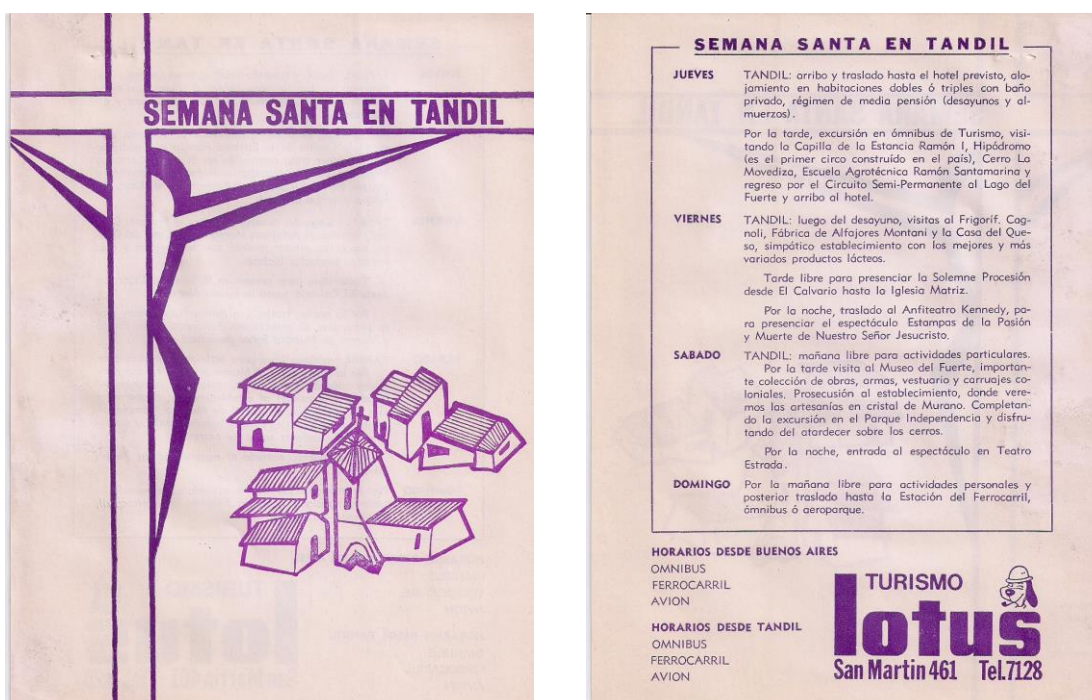 SEMANA SANTA EN TANDIL
SEMANA SANTA EN TANDIL
JUEVES TANDIL: arribo y traslado hasta el hotel previsto, alo-
jamiento en habitaciones dobles ó triples con baño
privado, régimen de media pensión (desayunos y al-
muerzos).
Por la tarde, excursión en ómnibus de Turismo, visi-
tando la Capilla de la Estancia Ramón I, Hipódromo
(es el primer circo construído en el país), Cerro La
Movediza, Escuela Agrotécnica Ramón Santamarina y
regreso por el Circuito Semi-Permanente al Lago del
Fuerte y arribo al hotel.
VIERNES TANDIL: luego del desayuno, visitas al Frigoríf. Cag-
noli, Fábrica de Alfajores Montani y la Casa del Que-
so, simpático establecimiento con los mejores y más
variados productos lácteos.
Tarde libre para presenciar la Solemne Procesión
desde El Calvario hasta la Iglesia Matriz.
Por la noche, traslado al Anfiteatro Kennedy, pa-
ra presenciar el espectáculo Estampas de la Pasión
y Muerte de Nuestro Señor Jesucristo.
SABADO TANDIL: mañana libre para actividades particulares.
Por la tarde visita al Museo del Fuerte, importan-
te colección de obras, armas, vestuario y carruajes co-
loniales. Prosecusión al establecimiento, donde vere-
mos las artesanías en cristal de Murano. Completan-
do la excursión en el Parque Independencia y disfru-
tando del atardecer sobre los cerros.
Por la noche, entrada al espectáculo en Teatro
Estrada.
DOMINGO Por la mañana libre para actividades personales y
posterior traslado hasta la Estación del Ferrocarril,
ómnibus ó aeroparque.
HORARIOS DESDE BUENOS AIRES
OMNIBUS
FERROCARRIL
AVION
HORARIOS DESDE TANDIL
OMNIBUS
FERROCARRIL
AVION
TURISMO
lotus
San Martin 461 Tel.7128